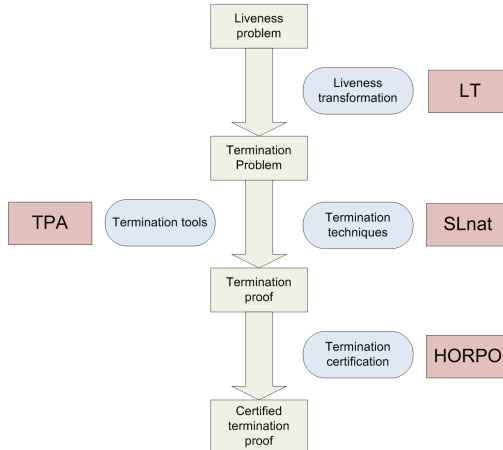 Liveness
problem
Liveness
transformation
LT
Termination
Problem
TPA
Termination tools
Termination
techniques
SLnat
Termination
proof
Termination
certification
HORPO
Certified
termination
proof